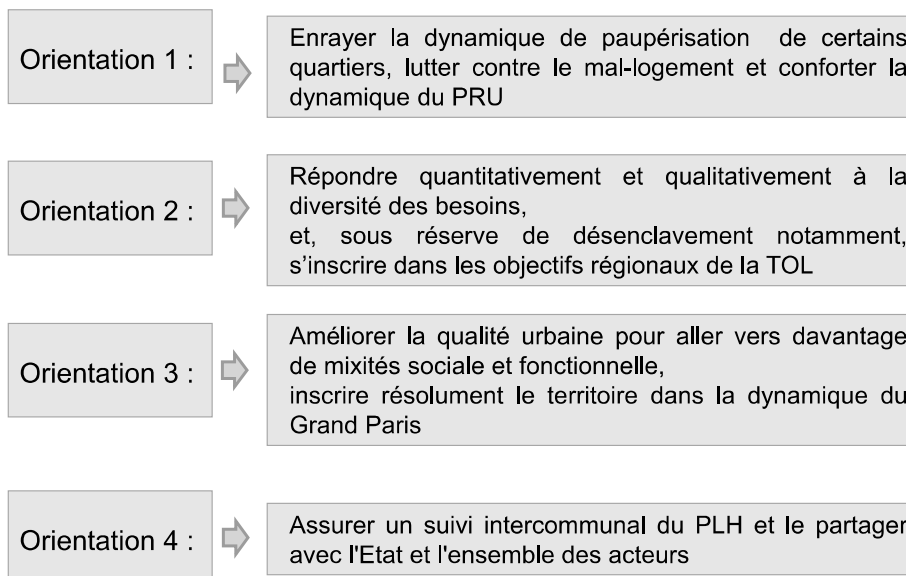 Orientation 1 :
Enrayer la dynamique de paupérisation de certains
quartiers, lutter contre le mal-logement et conforter la
dynamique du PRU
Orientation 2 :
Répondre quantitativement et qualitativement à la
diversité des besoins,
et, sous réserve de désenclavement notamment,
s’inscrire dans les objectifs régionaux de la TOL
Orientation 3 :
Améliorer la qualité urbaine pour aller vers davantage
de mixités sociale et fonctionnelle,
inscrire résolument le territoire dans la dynamique du
Grand Paris
Orientation 4 :
Assurer un suivi intercommunal du PLH et le partager
avec l'Etat et l'ensemble des acteurs